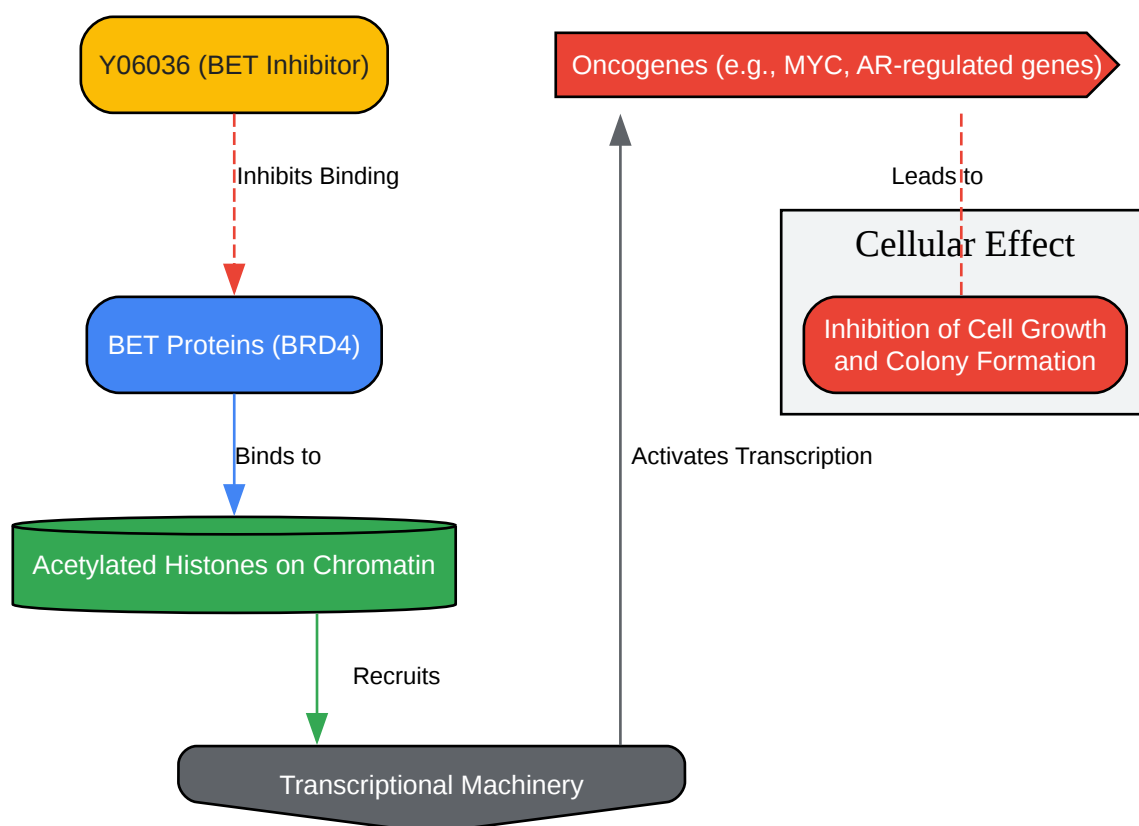 Y06036 (BET Inhibitor)
Oncogenes (e.g., MYC, AR-regulated genes)
Inhibits Binding
Leads to
Cellular Effect
BET Proteins (BRD4)
Inhibition of Cell Growth
and Colony Formation
Binds to
Activates Transcription
Acetylated Histones on Chromatin
Recruits
Transcriptional Machinery